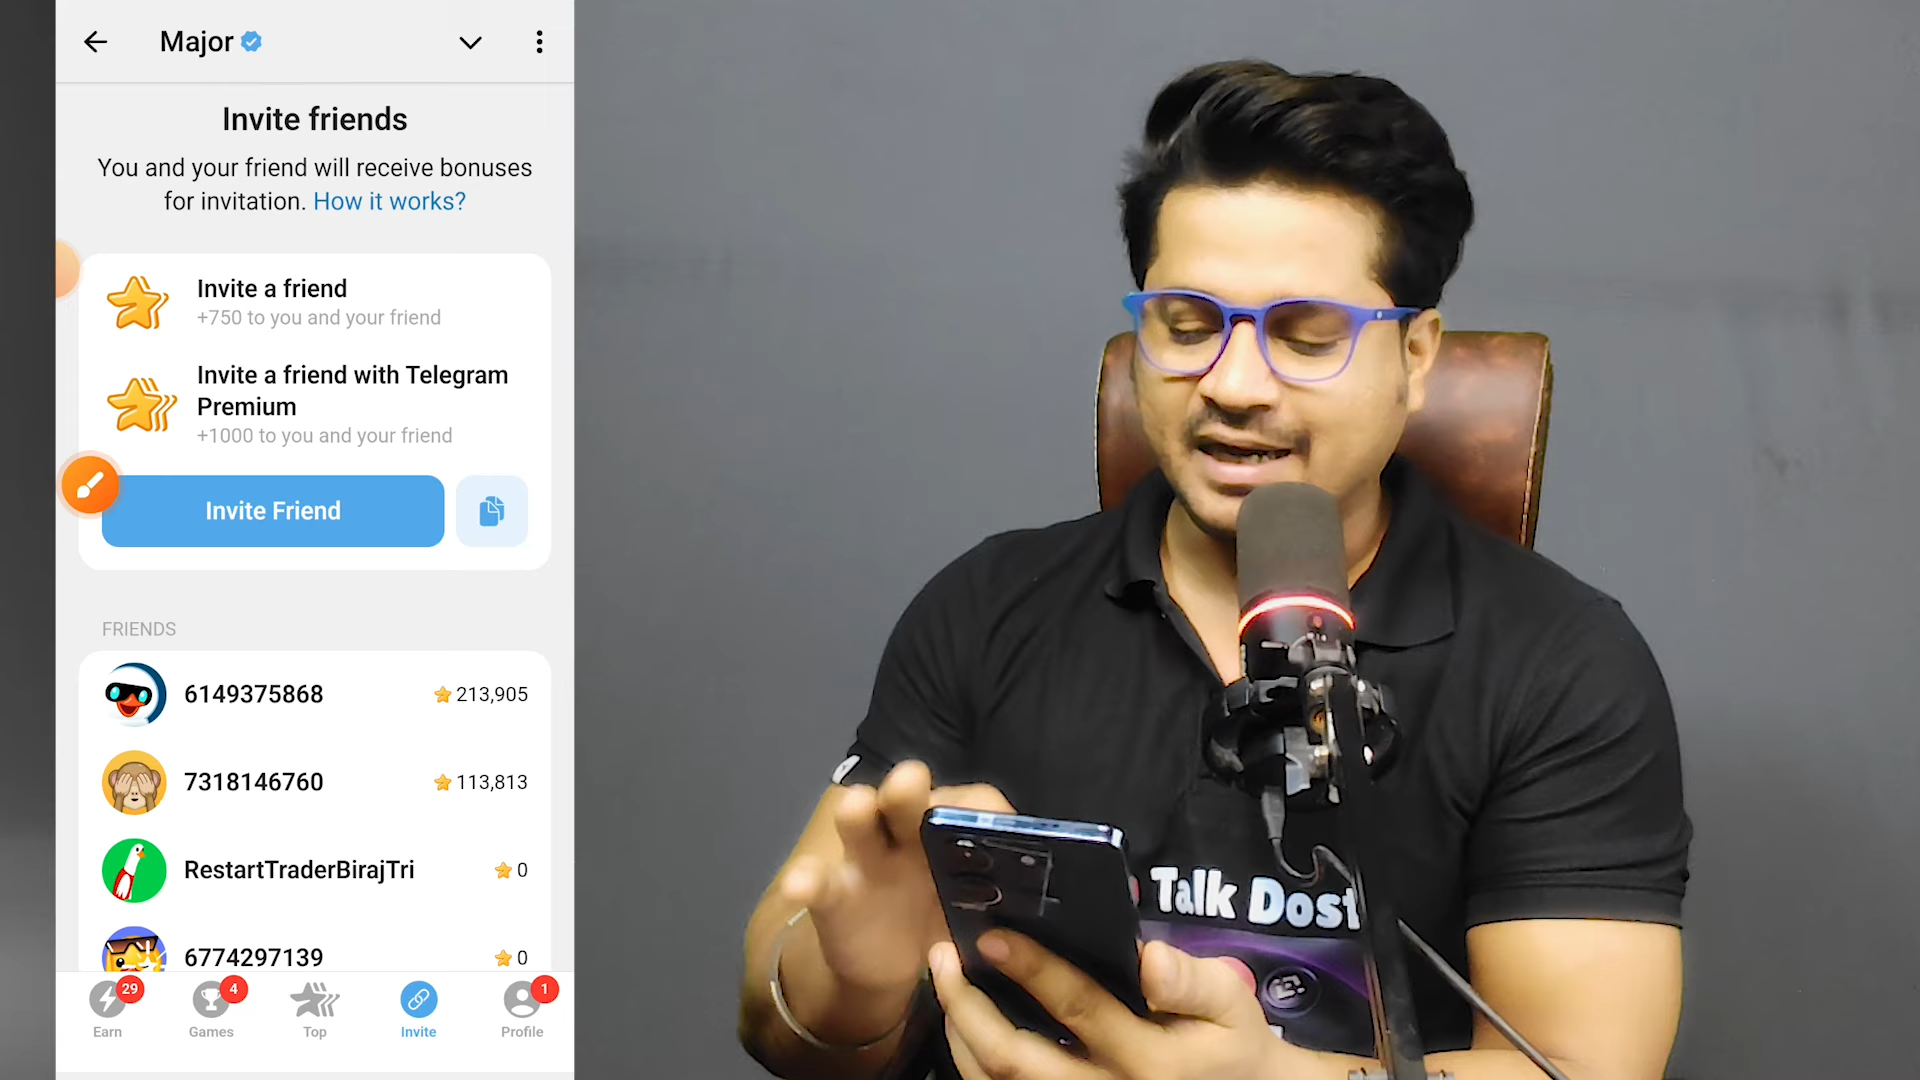 Major
Invite friends
You and your friend will receive bonuses
for invitation. How it works?
Invite a friend
+750 to you and your friend
Invite a friend with Telegram
Premium
+1000 to you and your friend
Invite Friend
FRIENDS
6149375868
213,905
7318146760
113,813
RestartTraderBirajTri
0
6774297139
0
29
4
1
Earn
Games
Top
Invite
Profile
Talk Dost